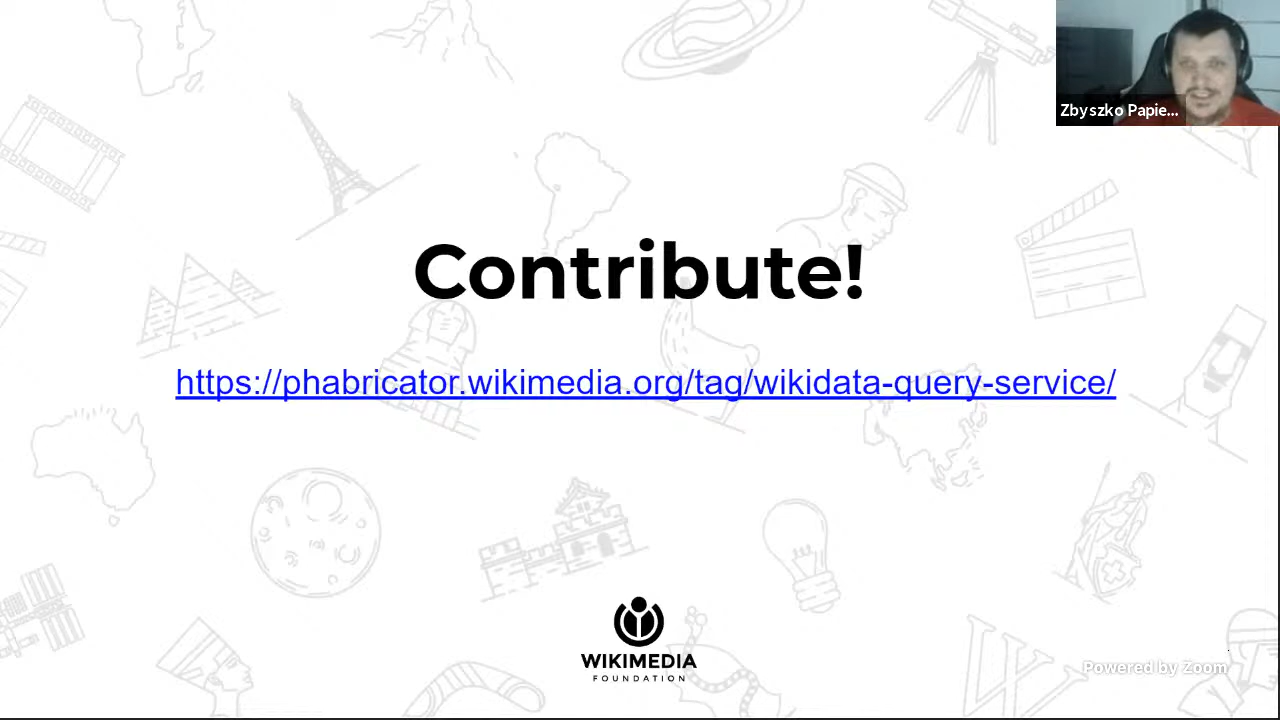 Zbyszko Papie...
Contribute!
https://phabricator.wikimedia.org/tag/wikidata-query-service/
WIKIMEDIA
FOUNDATION
Powered by Zoom